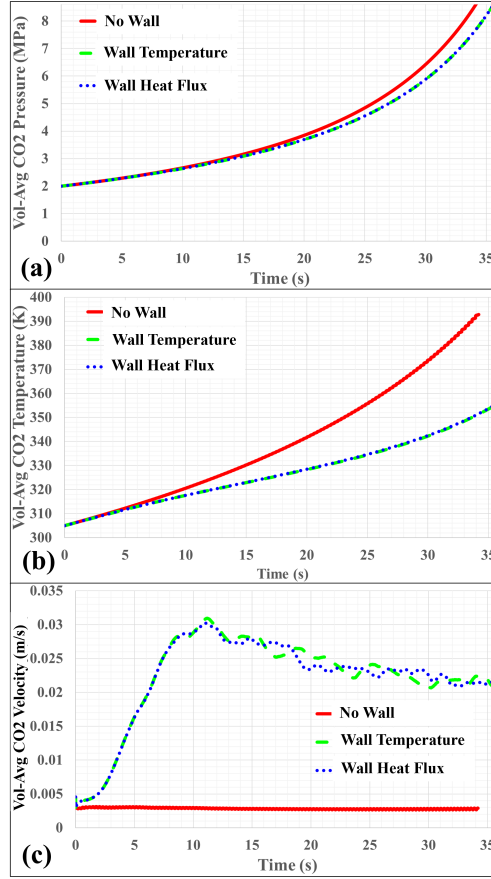 8
7
6
5
4
3
2
1
0
Vol-Avg CO2 Pressure (MPa)
No Wall
Wall Temperature
Wall Heat Flux
0 5 10 15 20 25 30 35
Time (s)
(a)
400
390
380
370
360
350
340
330
320
310
300
Vol-Avg CO2 Temperature (K)
No Wall
Wall Temperature
Wall Heat Flux
0 5 10 15 20 25 30 35
Time (s)
(b)
0.035
0.03
0.025
0.02
0.015
0.01
0.005
0
Vol-Avg CO2 Velocity (m/s)
No Wall
Wall Temperature
Wall Heat Flux
0 5 10 15 20 25 30 35
Time (s)
(c)